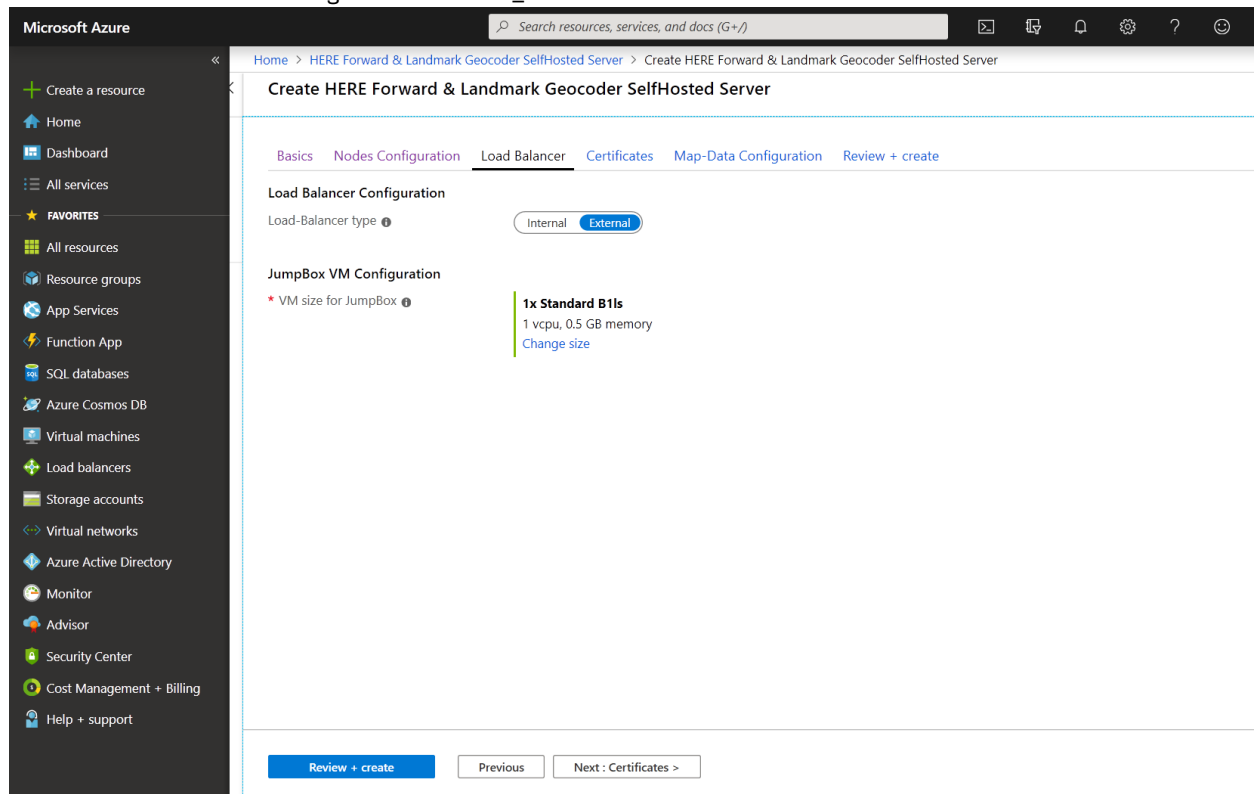 Microsoft Azure
Search resources, services, and docs (G+/)
«
Home > HERE Forward & Landmark Geocoder SelfHosted Server > Create HERE Forward & Landmark Geocoder SelfHosted Server
Create HERE Forward & Landmark Geocoder SelfHosted Server
Create a resource
Home
Dashboard
All services
FAVORITES
All resources
Resource groups
App Services
Function App
SQL databases
Azure Cosmos DB
Virtual machines
Load balancers
Storage accounts
Virtual networks
Azure Active Directory
Monitor
Advisor
Security Center
Cost Management + Billing
Help + support
Basics Nodes Configuration Load Balancer Certificates Map-Data Configuration Review + create
Load Balancer Configuration
Load-Balancer type Internal External
JumpBox VM Configuration
* VM size for JumpBox 1x Standard B1ls
1 vcpu, 0.5 GB memory
Change size
Review + create Previous Next : Certificates >